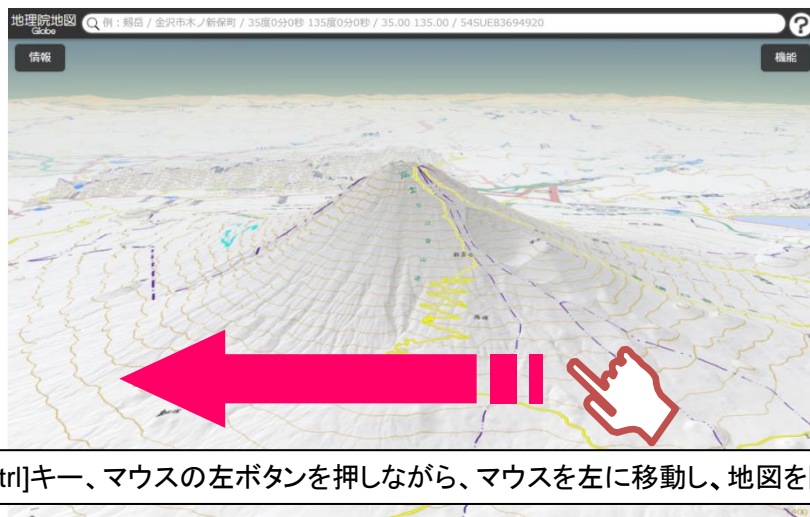 地理院地図
Globe
例：剱岳 / 金沢市木ノ新保町 / 35度0分0秒 135度0分0秒 / 35.00 135.00 / 54SUE83694920
?
情報
機能
trl]キー、マウスの左ボタンを押しながら、マウスを左に移動し、地図を